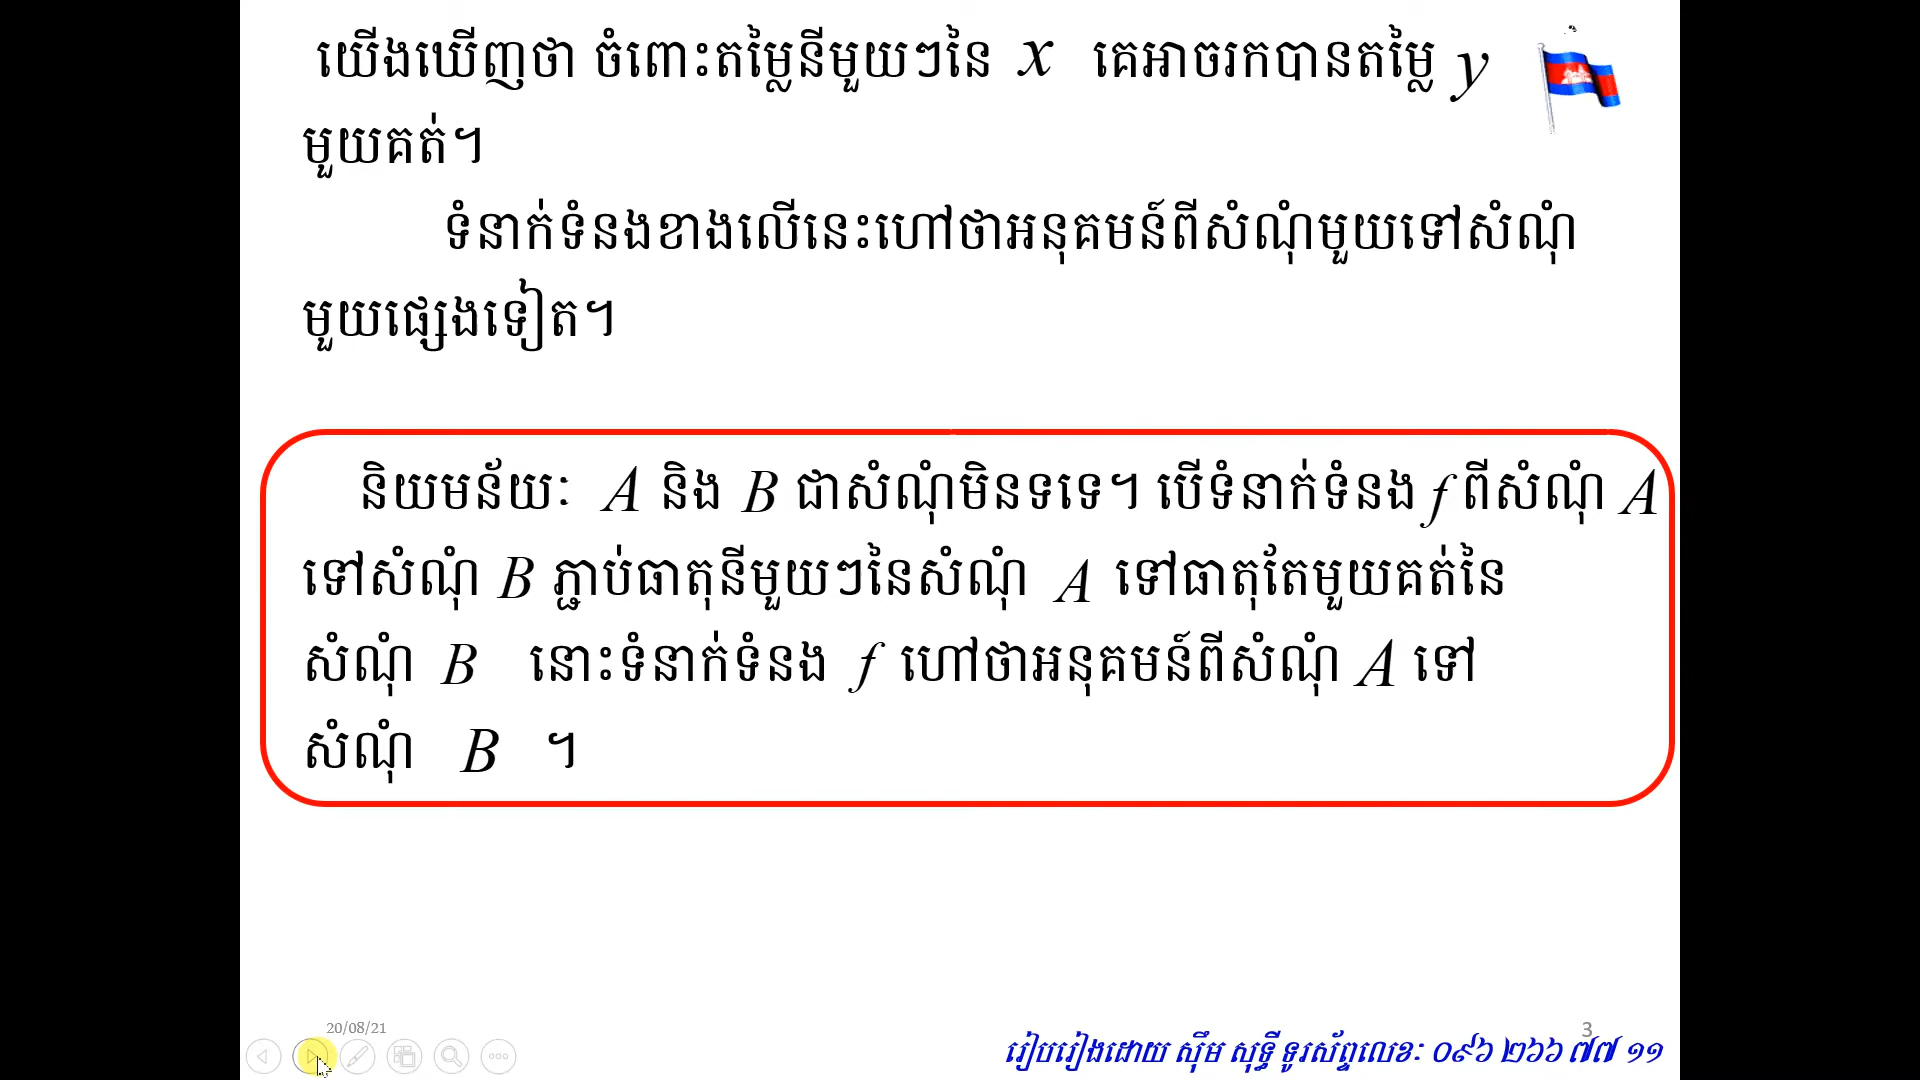 យើងឃើញថា ចំពោះតម្លៃនីមួយៗនៃ x គេអាចរកបានតម្លៃ y
មួយគត់។
ទំនាក់ទំនងខាងលើនេះហៅថាអនុគមន៍ពីសំណុំមួយទៅសំណុំ
មួយផ្សេងទៀត។
និយមន័យៈ A និង B ជាសំណុំមិនទទេ។ បើទំនាក់ទំនង f ពីសំណុំ A
ទៅសំណុំ B ភ្ជាប់ធាតុនីមួយៗនៃសំណុំ A ទៅធាតុតែមួយគត់នៃ
សំណុំ B នោះទំនាក់ទំនង f ហៅថាអនុគមន៍ពីសំណុំ A ទៅ
សំណុំ B ។
20/08/21
3
រៀបរៀងដោយ ស៊ឹម សុទ្ធី ទូរស័ព្ទលេខៈ ០៩៦ ២៦៦ ៧៧ ១១